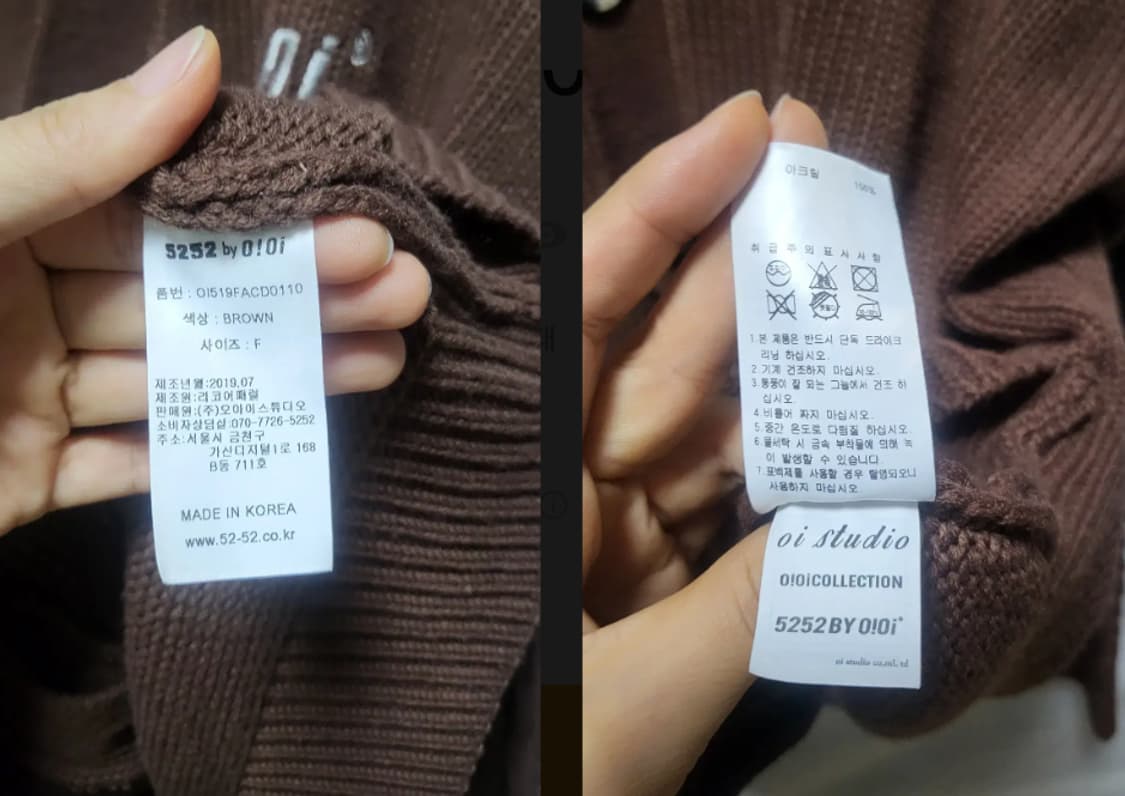 oi®
5252 by O!Oi
품번 : OI519FACD0110
색상 : BROWN
사이즈 : F
제조년월:2019.07
제조원:리코어패럴
판매원:(주)오아이스튜디오
소비자상담실:070-7726-5252
주소:서울시 금천구
가산디지털1로 168
B동 711호
MADE IN KOREA
www.52-52.co.kr
아크릴 100%
취급주의표시사항
1.본 제품은 반드시 단독 드라이크
리닝 하십시오.
2.기계 건조하지 마십시오.
3.통풍이 잘 되는 그늘에서 건조 하
십시오.
4.비틀어 짜지 마십시오.
5.중간 온도로 다림질 하십시오.
6.물세탁 시 금속 부착물에 의해 녹
이 발생할 수 있습니다.
7.표백제를 사용할 경우 탈염되오니
사용하지 마십시오.
oi studio
O!OiCOLLECTION
5252BYO!Oi
oi studio co.,